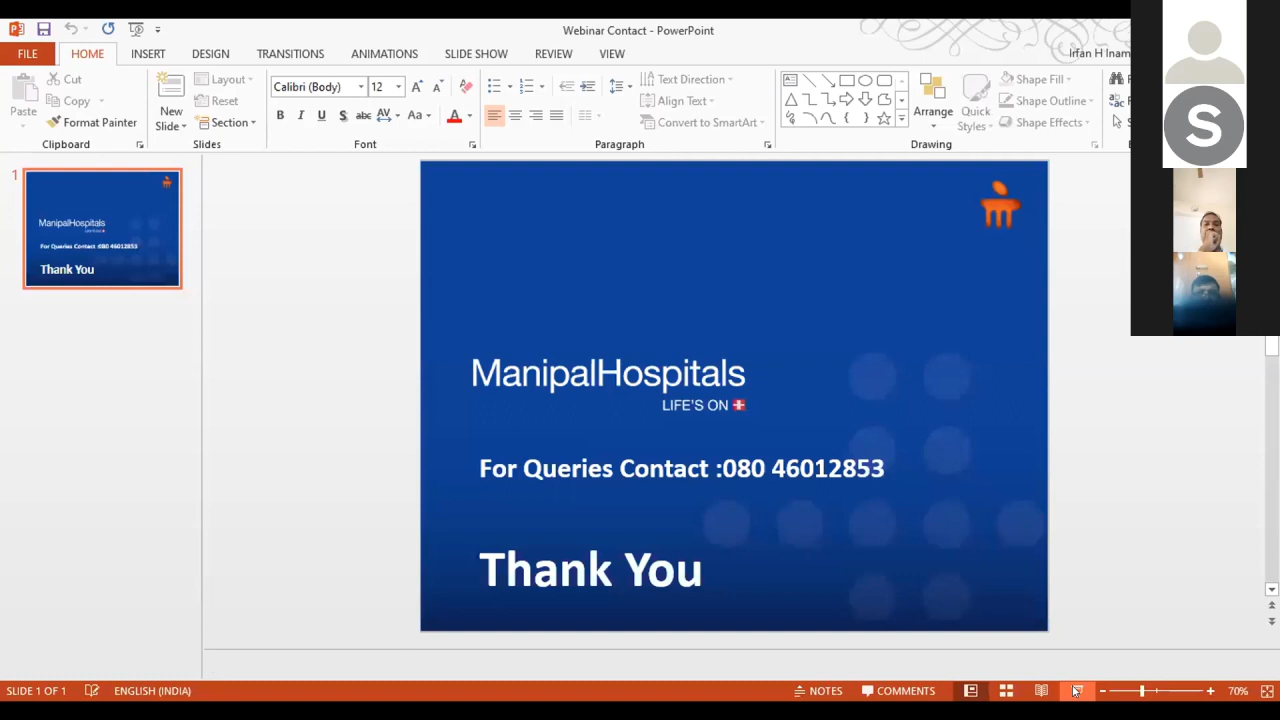 Webinar Contact - PowerPoint
FILE HOME INSERT DESIGN TRANSITIONS ANIMATIONS SLIDE SHOW REVIEW VIEW
Irfan H Inam
Paste
Cut
Copy
Format Painter
Clipboard
New
Slide
Layout
Reset
Section
Slides
Calibri (Body) 12
Font
Paragraph
Text Direction
Align Text
Convert to SmartArt
Arrange
Quick
Styles
Shape Fill
Shape Outline
Shape Effects
Drawing
S
1
ManipalHospitals
For Queries Contact :080 46012853
Thank You
ManipalHospitals
LIFE'S ON
For Queries Contact :080 46012853
Thank You
SLIDE 1 OF 1 ENGLISH (INDIA) NOTES COMMENTS 70%